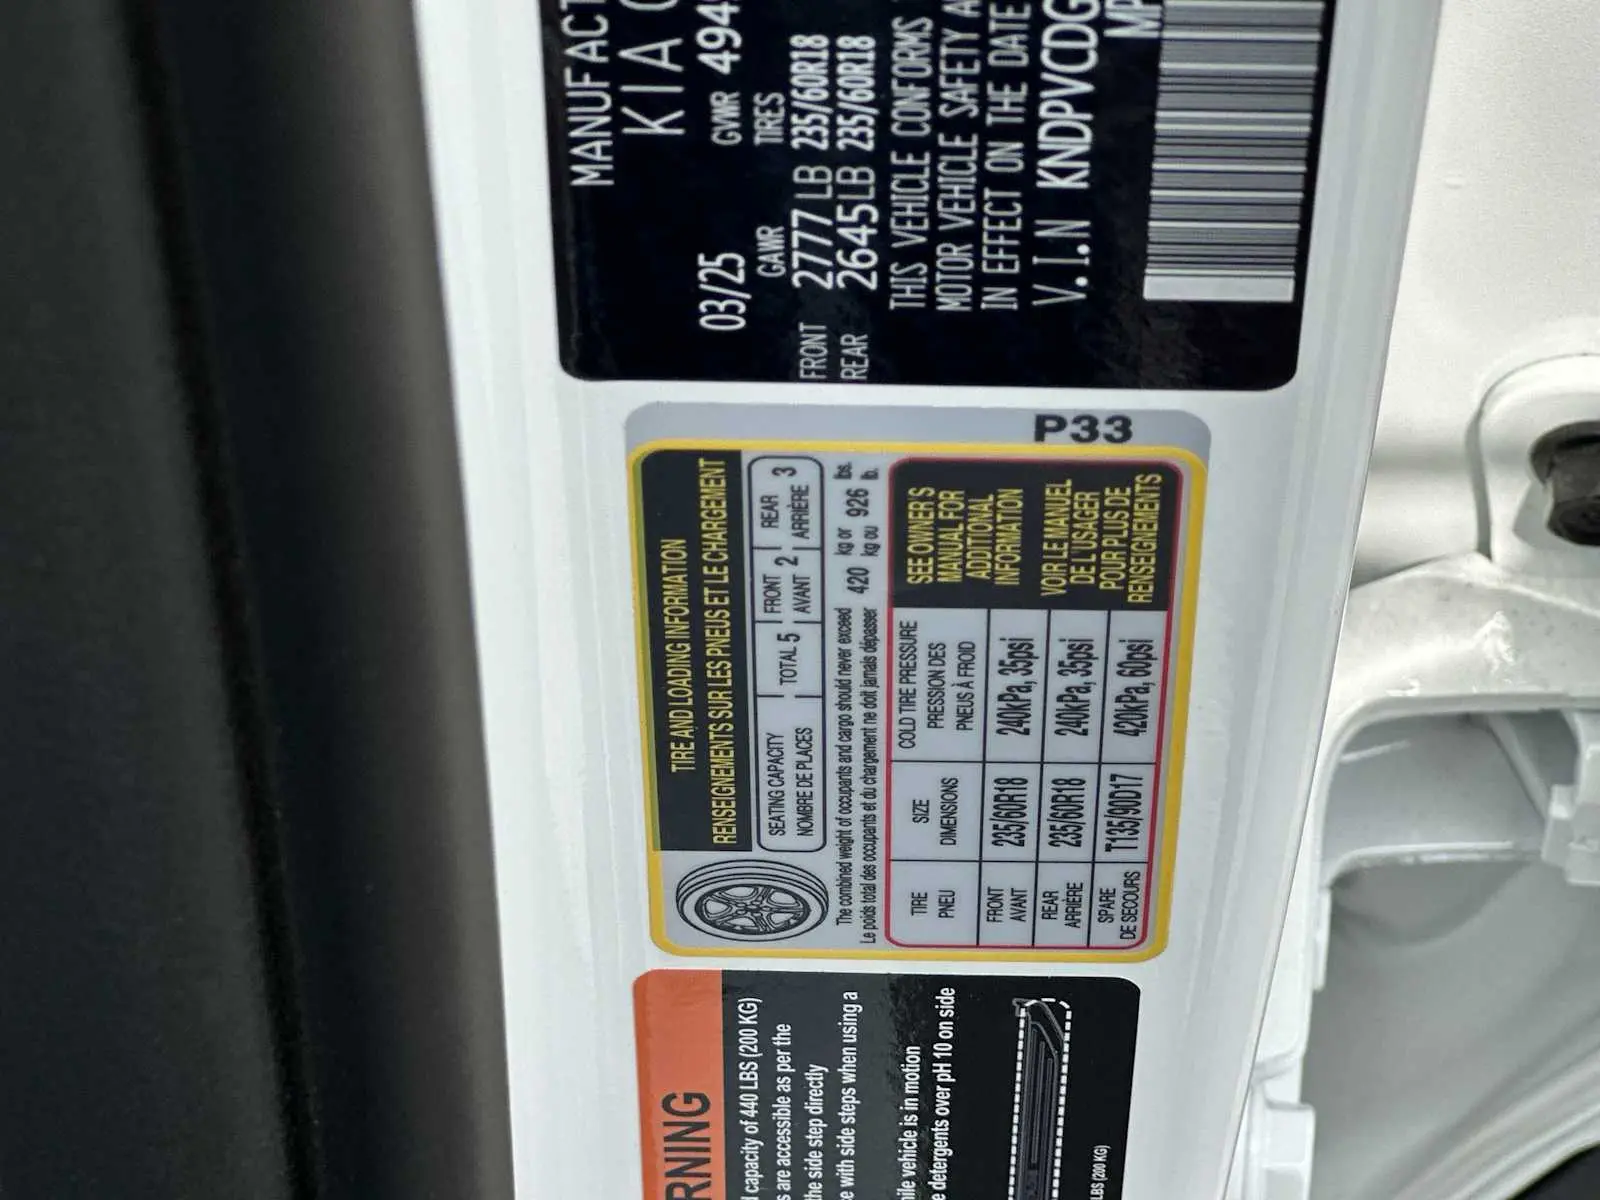 MANUFACT
KIA
03/25 GVWR 494
GAWR TIRES
FRONT 2777 LB 235/60R18
REAR 2645LB 235/60R18
THIS VEHICLE CONFORMS
MOTOR VEHICLE SAFETY
IN EFFECT ON THE DATE
V.I.N KNDPVCDG
MP
P33
TIRE AND LOADING INFORMATION
RENSEIGNEMENTS SUR LES PNEUS ET LE CHARGEMENT
SEATING CAPACITY
NOMBRE DE PLACES
TOTAL 5
FRONT
AVANT 2
REAR
ARRIÈRE 3
The combined weight of occupants and cargo should never exceed 420 kg or 926 lbs.
Le poids total des occupants et du chargement ne doit jamais dépasser kg ou lb.
TIRE
PNEU
SIZE
DIMENSIONS
COLD TIRE PRESSURE
PRESSION DES
PNEUS À FROID
SEE OWNER'S
MANUAL FOR
ADDITIONAL
INFORMATION
VOIR LE MANUEL
DE L'USAGER
POUR PLUS DE
RENSEIGNEMENTS
FRONT
AVANT
235/60R18 240kPa, 35psi
REAR
ARRIÈRE
235/60R18 240kPa, 35psi
SPARE
DE SECOURS
T135/90D17 420kPa, 60psi
RNING
capacity of 440 LBS (200 KG)
are accessible as per the
the side step directly
with side steps when using a
vehicle is in motion
detergents over pH 10 on side
LBS (200 KG)